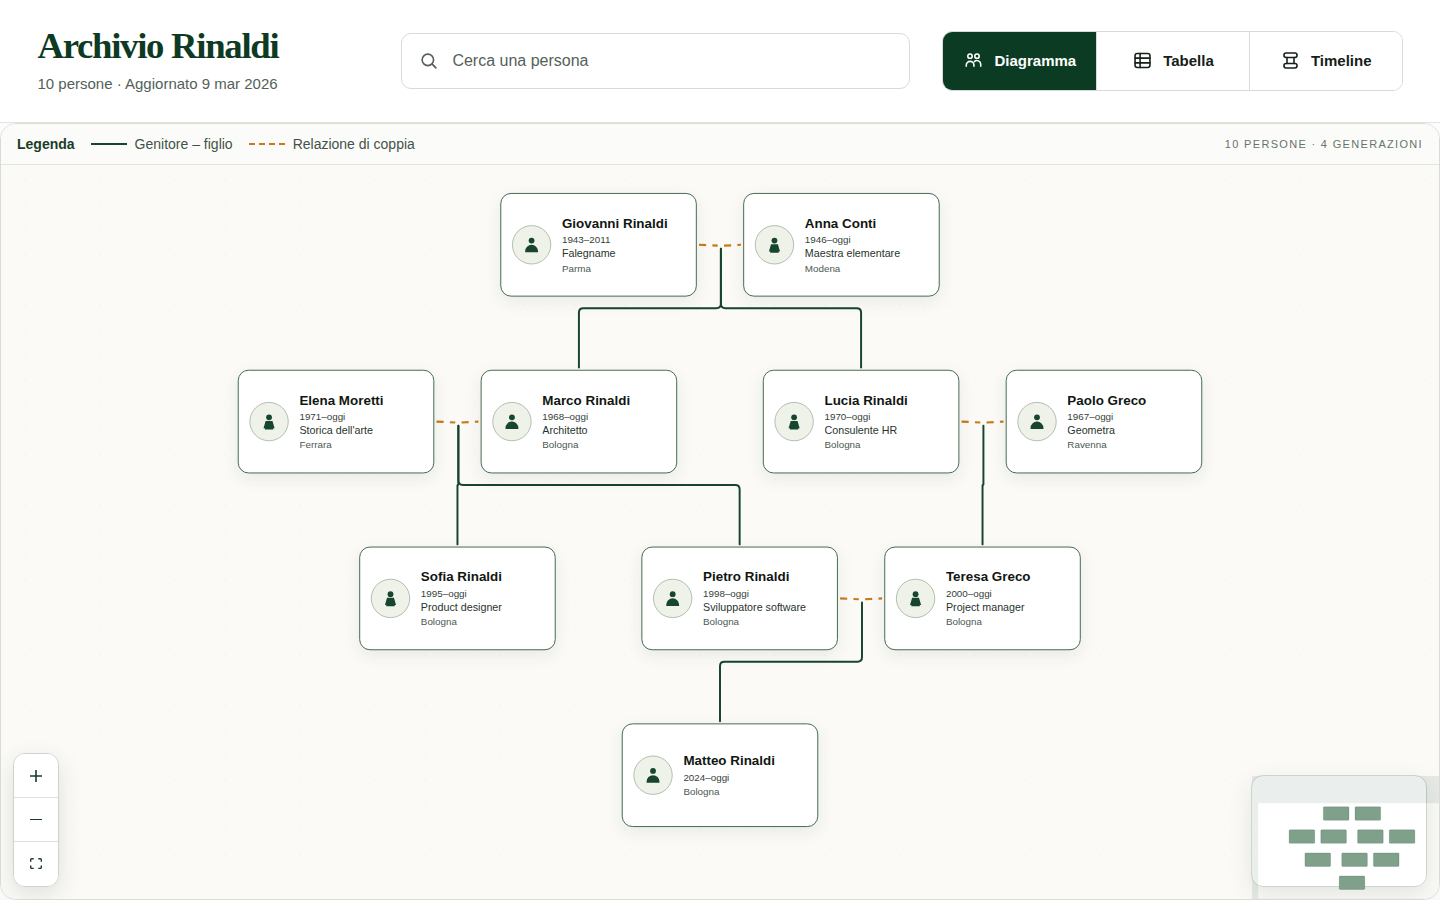 Archivio Rinaldi
10 persone · Aggiornato 9 mar 2026
Cerca una persona
Diagramma
Tabella
Timeline
Legenda
Genitore – figlio
Relazione di coppia
10 PERSONE · 4 GENERAZIONI
Giovanni Rinaldi
1943–2011
Falegname
Parma
Anna Conti
1946–oggi
Maestra elementare
Modena
Elena Moretti
1971–oggi
Storica dell'arte
Ferrara
Marco Rinaldi
1968–oggi
Architetto
Bologna
Lucia Rinaldi
1970–oggi
Consulente HR
Bologna
Paolo Greco
1967–oggi
Geometra
Ravenna
Sofia Rinaldi
1995–oggi
Product designer
Bologna
Pietro Rinaldi
1998–oggi
Sviluppatore software
Bologna
Teresa Greco
2000–oggi
Project manager
Bologna
Matteo Rinaldi
2024–oggi
Bologna